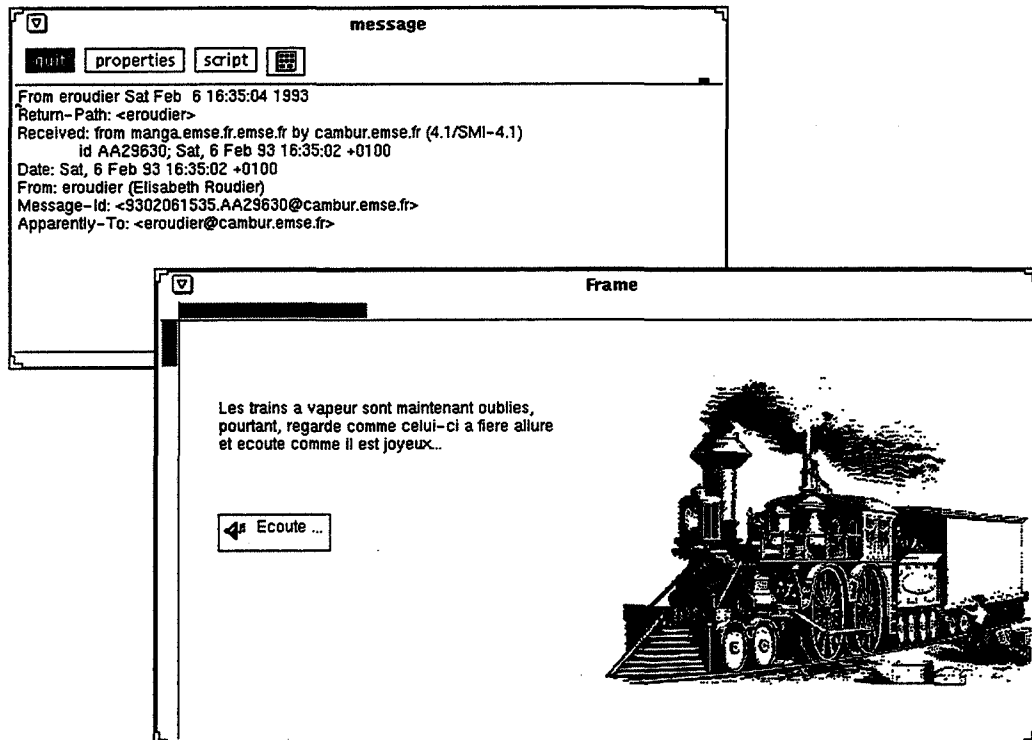 message
quit properties script
From eroudier Sat Feb 6 16:35:04 1993
Return-Path: <eroudier>
Received: from manga.emse.fr.emse.fr by cambur.emse.fr (4.1/SMI-4.1)
id AA29630; Sat, 6 Feb 93 16:35:02 +0100
Date: Sat, 6 Feb 93 16:35:02 +0100
From: eroudier (Elisabeth Roudier)
Message-Id: <9302061535.AA29630@cambur.emse.fr>
Apparently-To: <eroudier@cambur.emse.fr>
Frame
Les trains a vapeur sont maintenant oublies,
pourtant, regarde comme celui-ci a fiere allure
et ecoute comme il est joyeux...
Ecoute ...